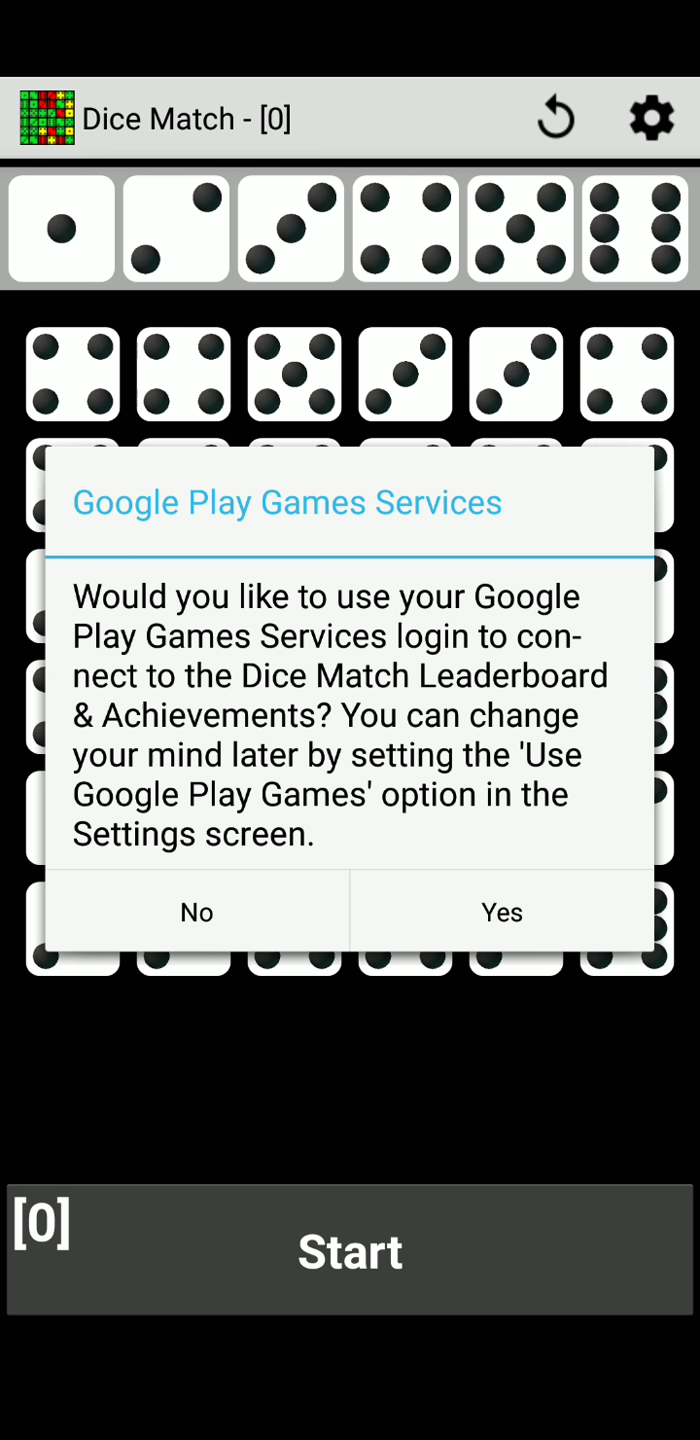 Dice Match - [0]
Google Play Games Services
Would you like to use your Google
Play Games Services login to con-
nect to the Dice Match Leaderboard
& Achievements? You can change
your mind later by setting the 'Use
Google Play Games' option in the
Settings screen.
No
Yes
[0]
Start